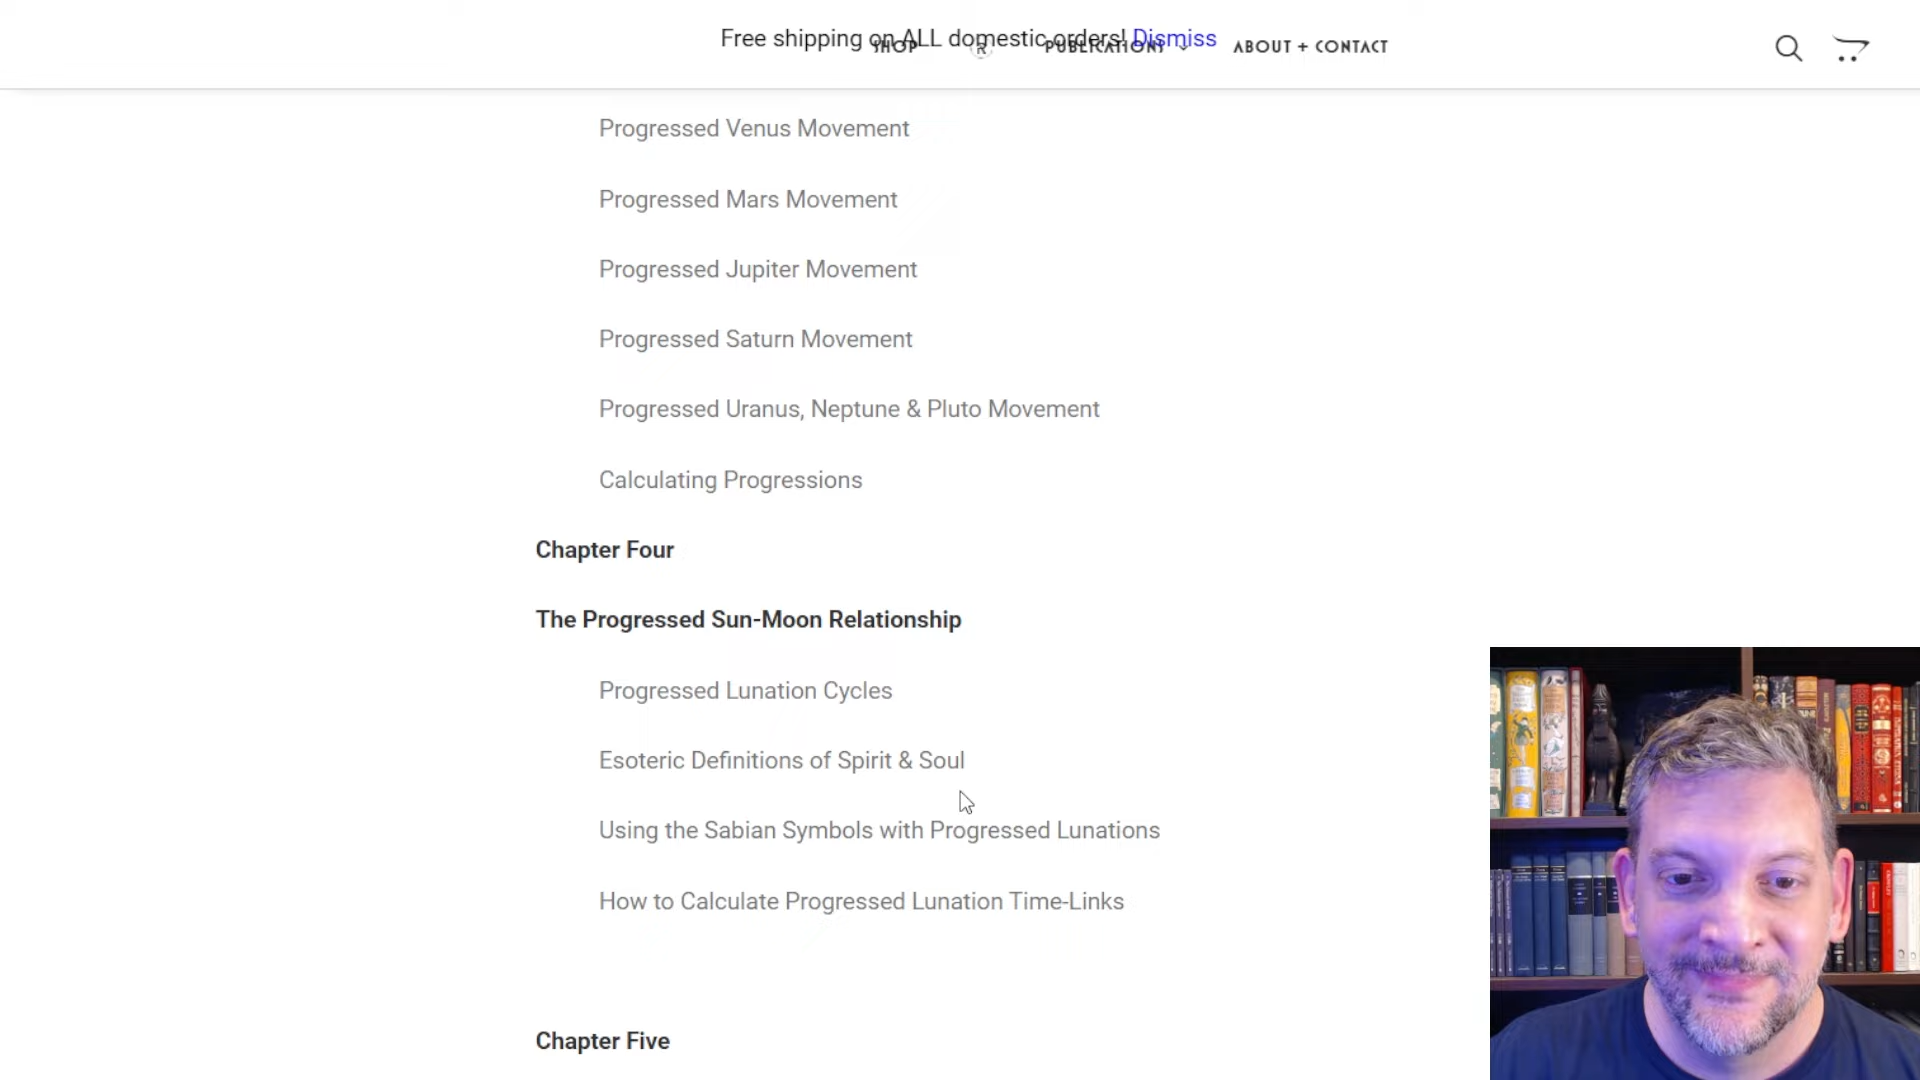 Free shipping on ALL domestic orders! Dismiss
SHOP
R
PUBLICATIONS
ABOUT + CONTACT
Progressed Venus Movement
Progressed Mars Movement
Progressed Jupiter Movement
Progressed Saturn Movement
Progressed Uranus, Neptune & Pluto Movement
Calculating Progressions
Chapter Four
The Progressed Sun-Moon Relationship
Progressed Lunation Cycles
Esoteric Definitions of Spirit & Soul
Using the Sabian Symbols with Progressed Lunations
How to Calculate Progressed Lunation Time-Links
Chapter Five